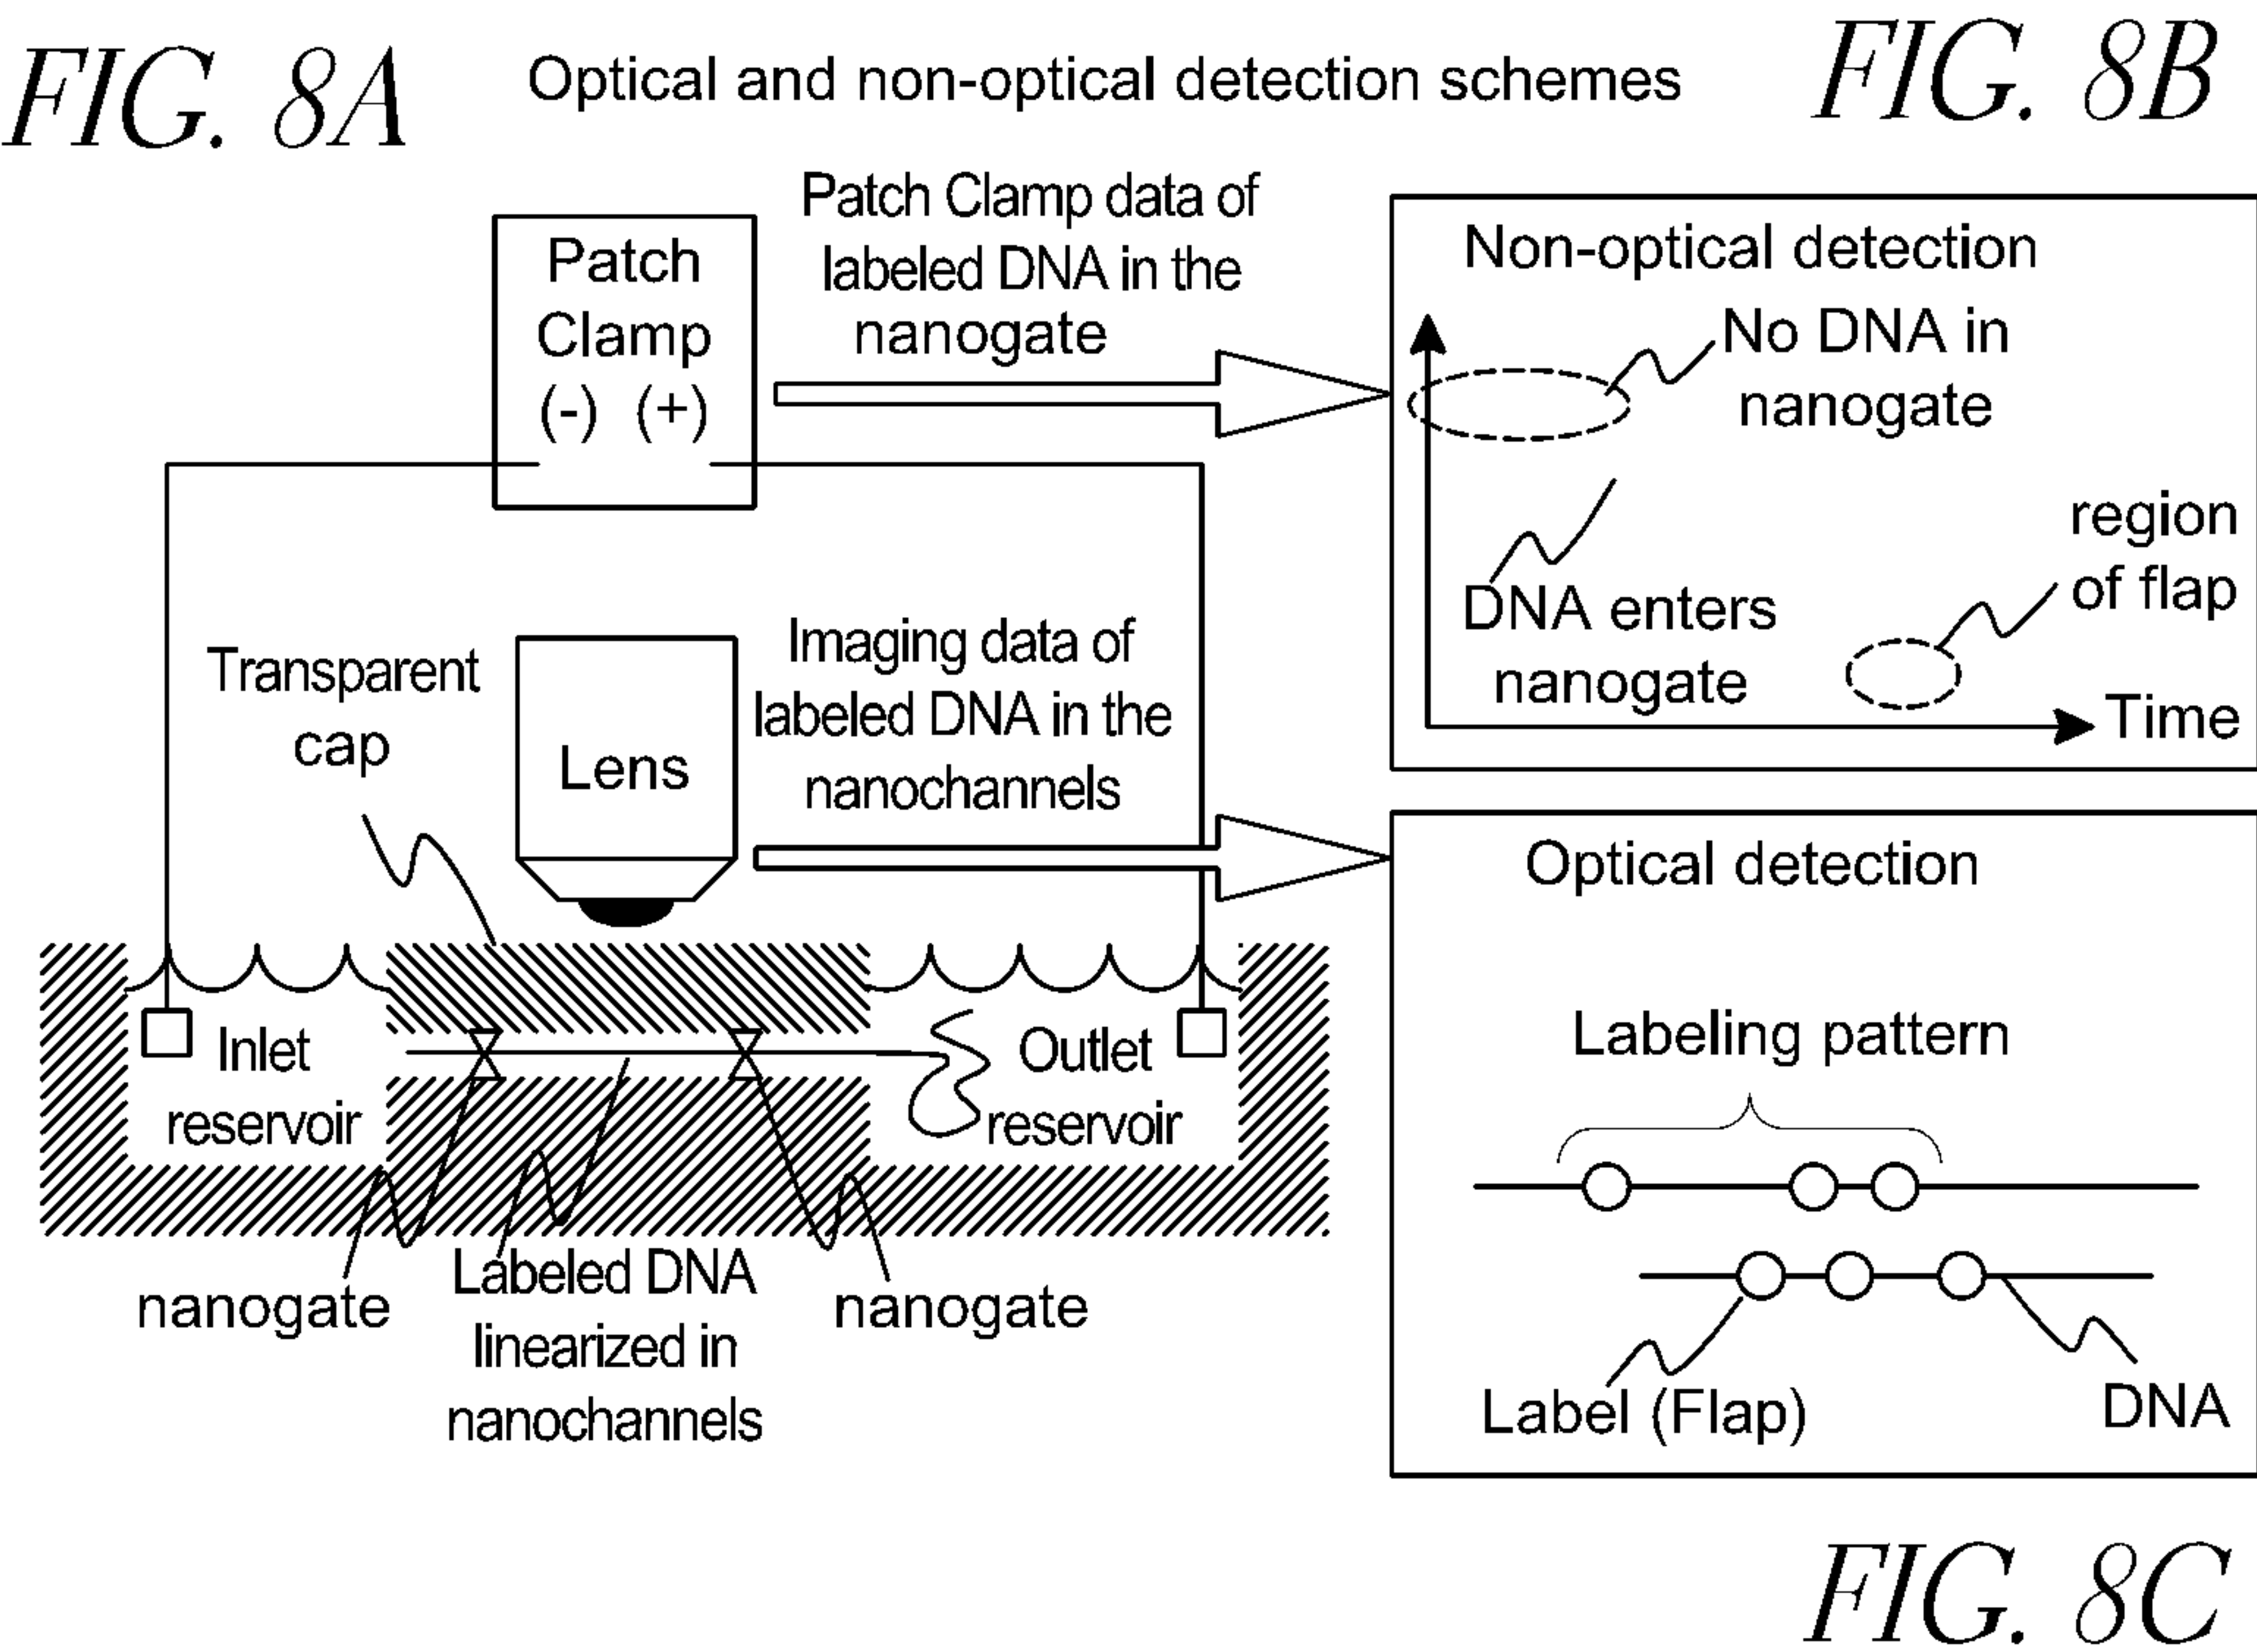 FIG. 8A
Optical and non-optical detection schemes
FIG. 8B
Patch
Clamp
(-) (+)
Patch Clamp data of
labeled DNA in the
nanogate
Non-optical detection
No DNA in
nanogate
DNA enters
nanogate
region
of flap
Time
Transparent
cap
Lens
Imaging data of
labeled DNA in the
nanochannels
Inlet
reservoir
Outlet
reservoir
nanogate
Labeled DNA
linearized in
nanochannels
nanogate
Optical detection
Labeling pattern
Label (Flap)
DNA
FIG. 8C